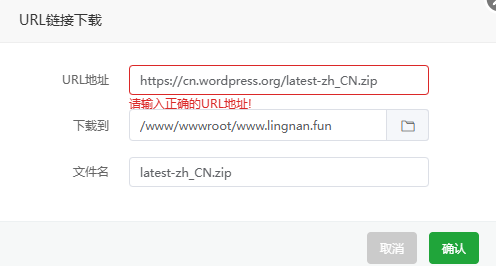 URL链接下载
URL地址 https://cn.wordpress.org/latest-zh_CN.zip
请输入正确的URL地址!
下载到 /www/wwwroot/www.lingnan.fun
文件名 latest-zh_CN.zip
取消 确认